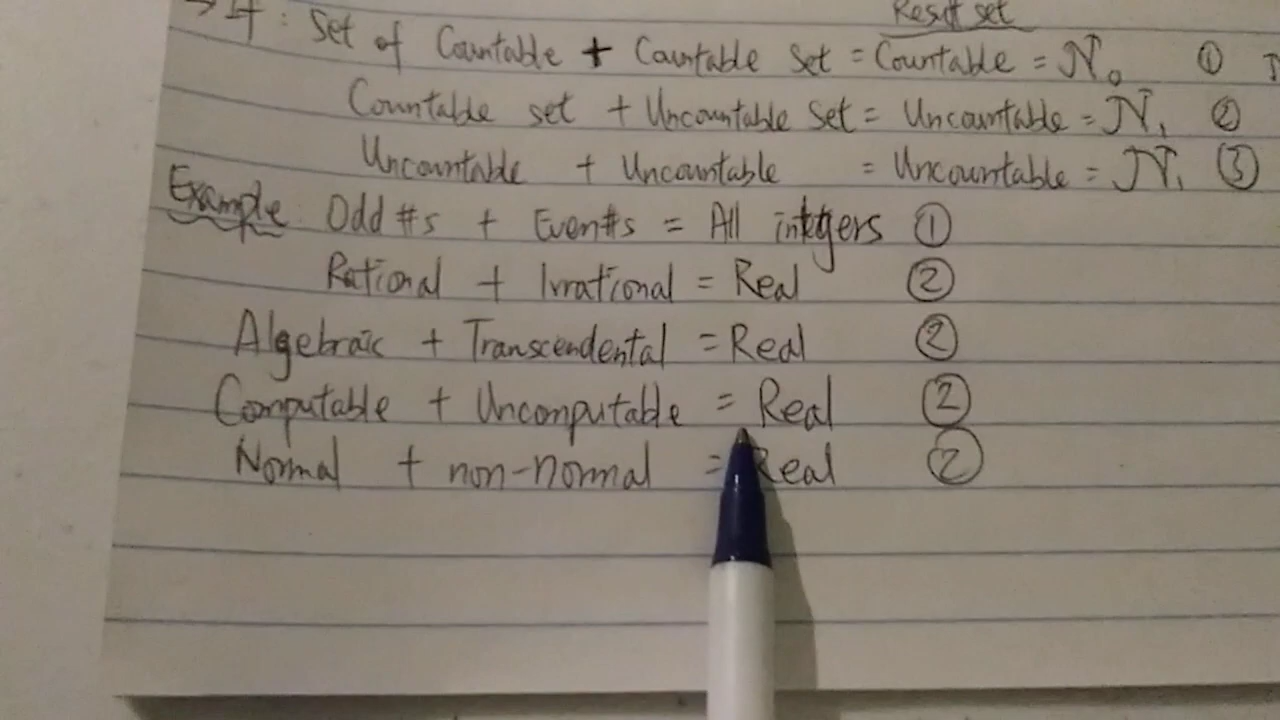 Result set
→ If : Set of Countable + Countable Set = Countable = ℵ₀ ①
Countable set + Uncountable Set = Uncountable = ℵ₁ ②
Uncountable + Uncountable = Uncountable = ℵ₁ ③
Example Odd #s + Even #s = All integers ①
Rational + Irrational = Real ②
Algebraic + Transcendental = Real ②
Computable + Uncomputable = Real ②
Normal + non-normal = Real ②